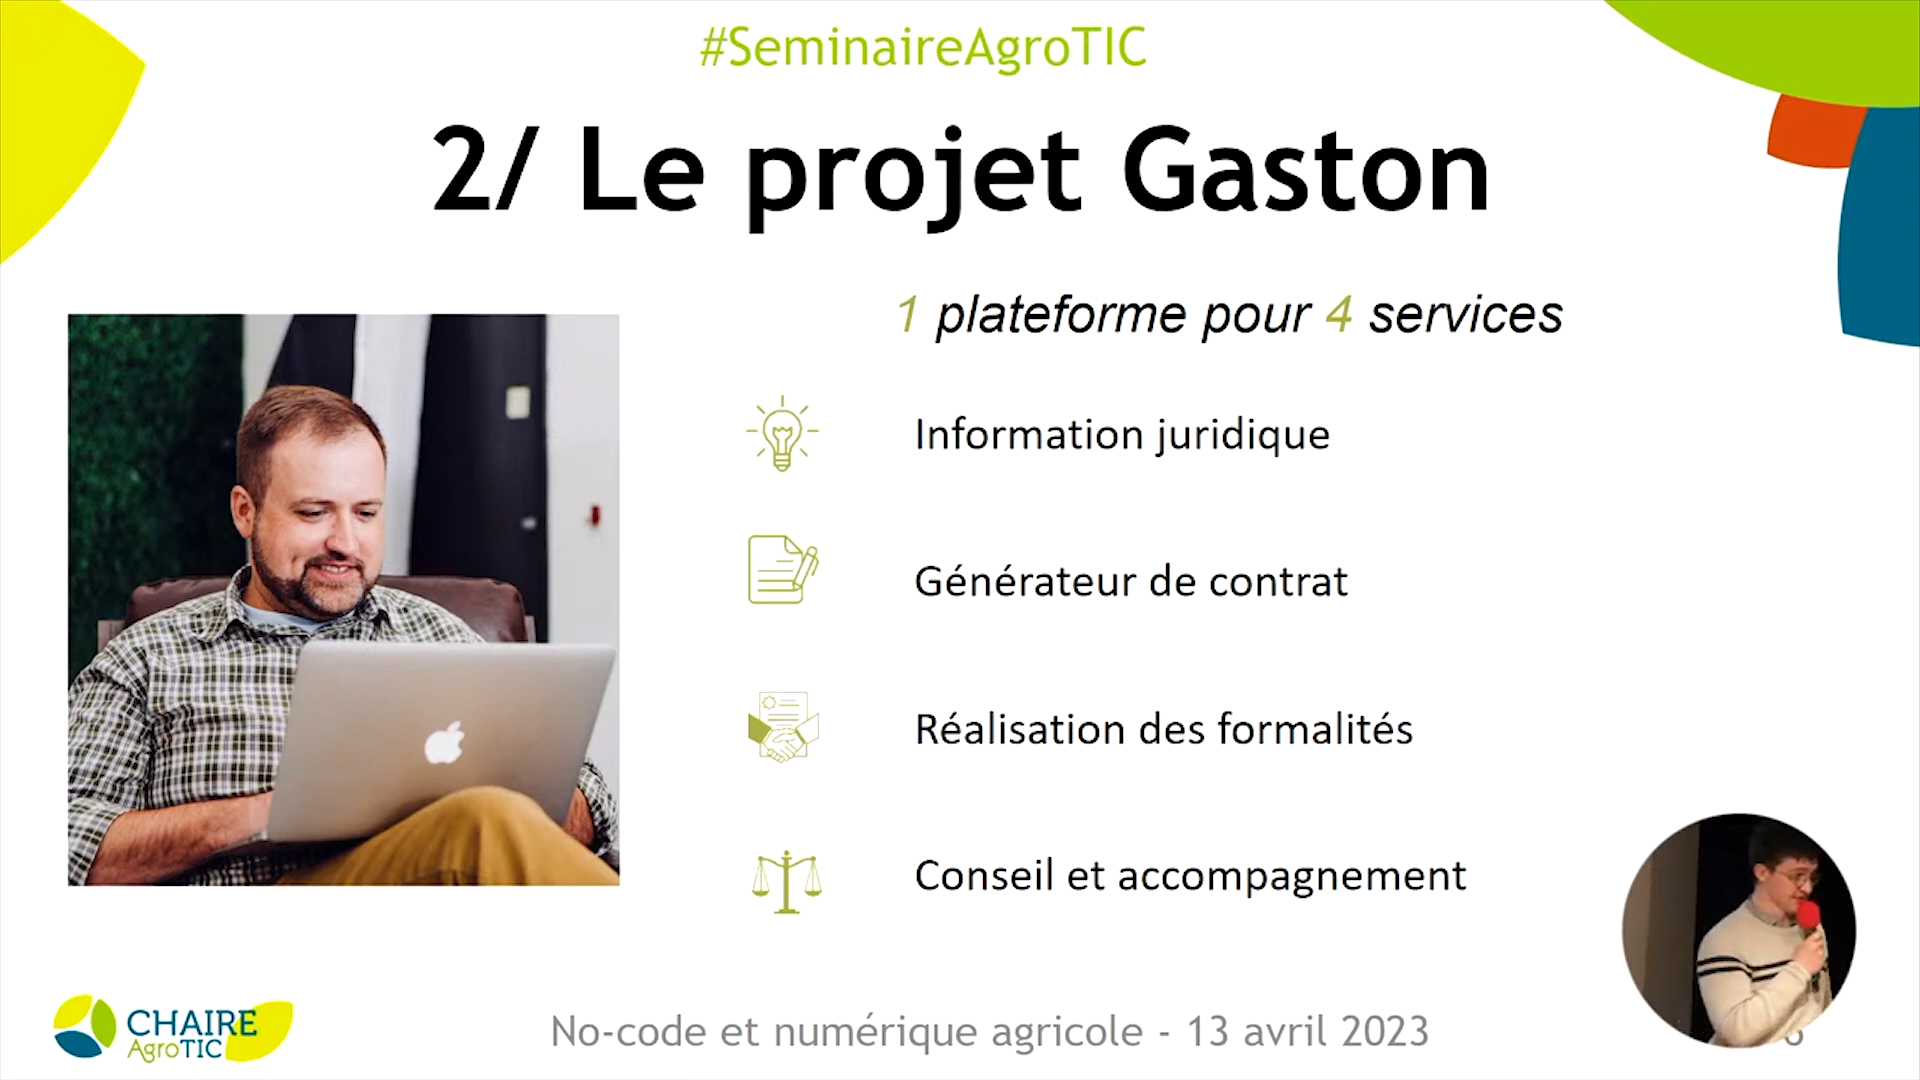 #SeminaireAgroTIC
2/ Le projet Gaston
1 plateforme pour 4 services
Information juridique
Générateur de contrat
Réalisation des formalités
Conseil et accompagnement
CHAIRE
AgroTIC
No-code et numérique agricole - 13 avril 2023